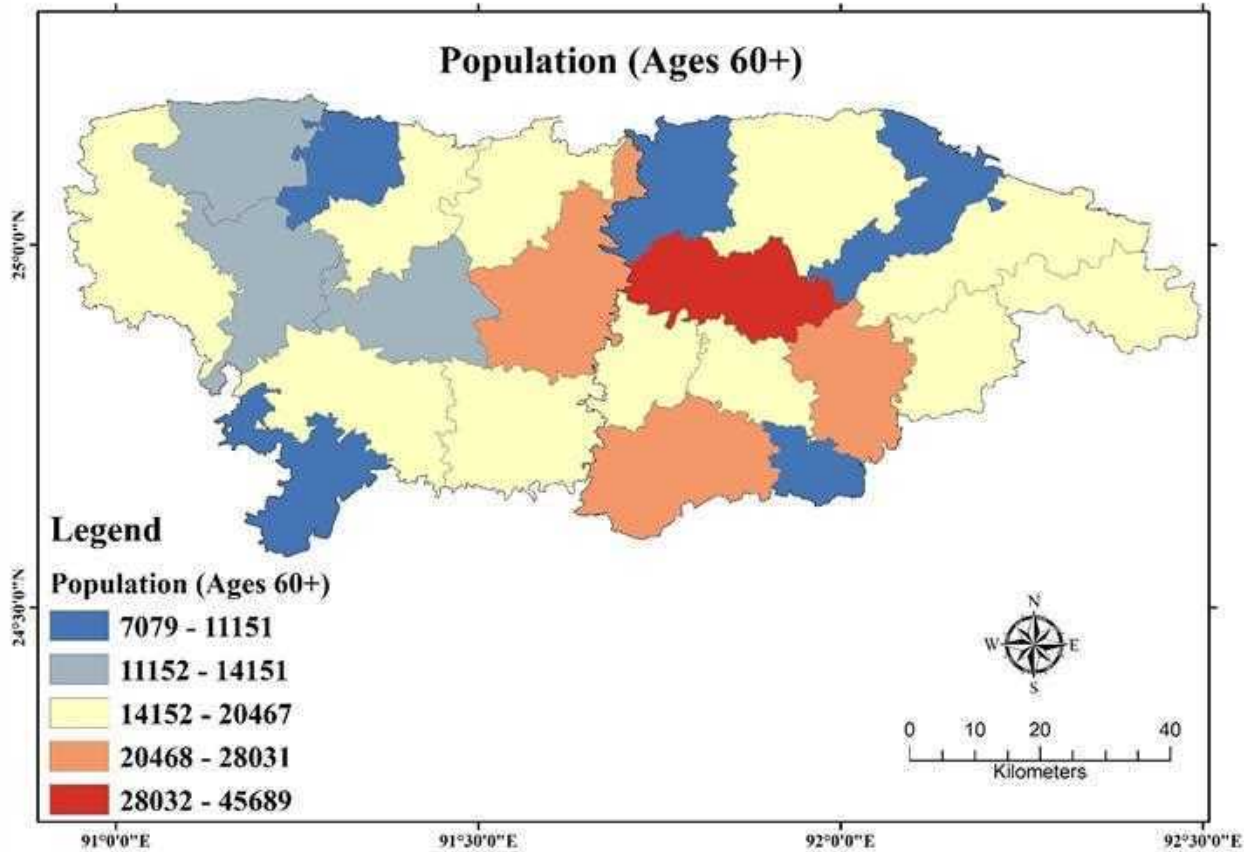 Population (Ages 60+)
25°0'0"N
24°30'0"N
Legend
Population (Ages 60+)
7079 - 11151
11152 - 14151
14152 - 20467
20468 - 28031
28032 - 45689
N
W E
S
0 10 20 40
Kilometers
91°0'0"E 91°30'0"E 92°0'0"E 92°30'0"E